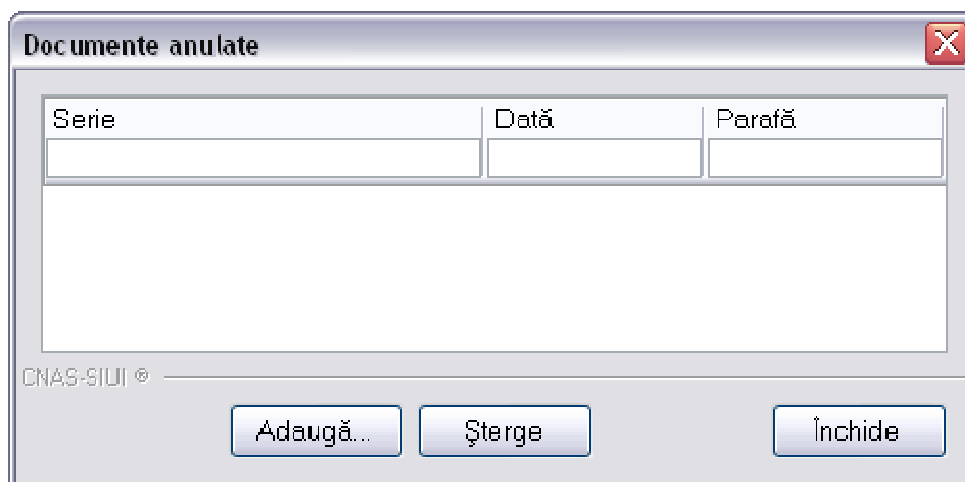 Documente anulate
Serie Dată Parafă
CNAS-SIUI ®
Adaugă... Şterge Închide